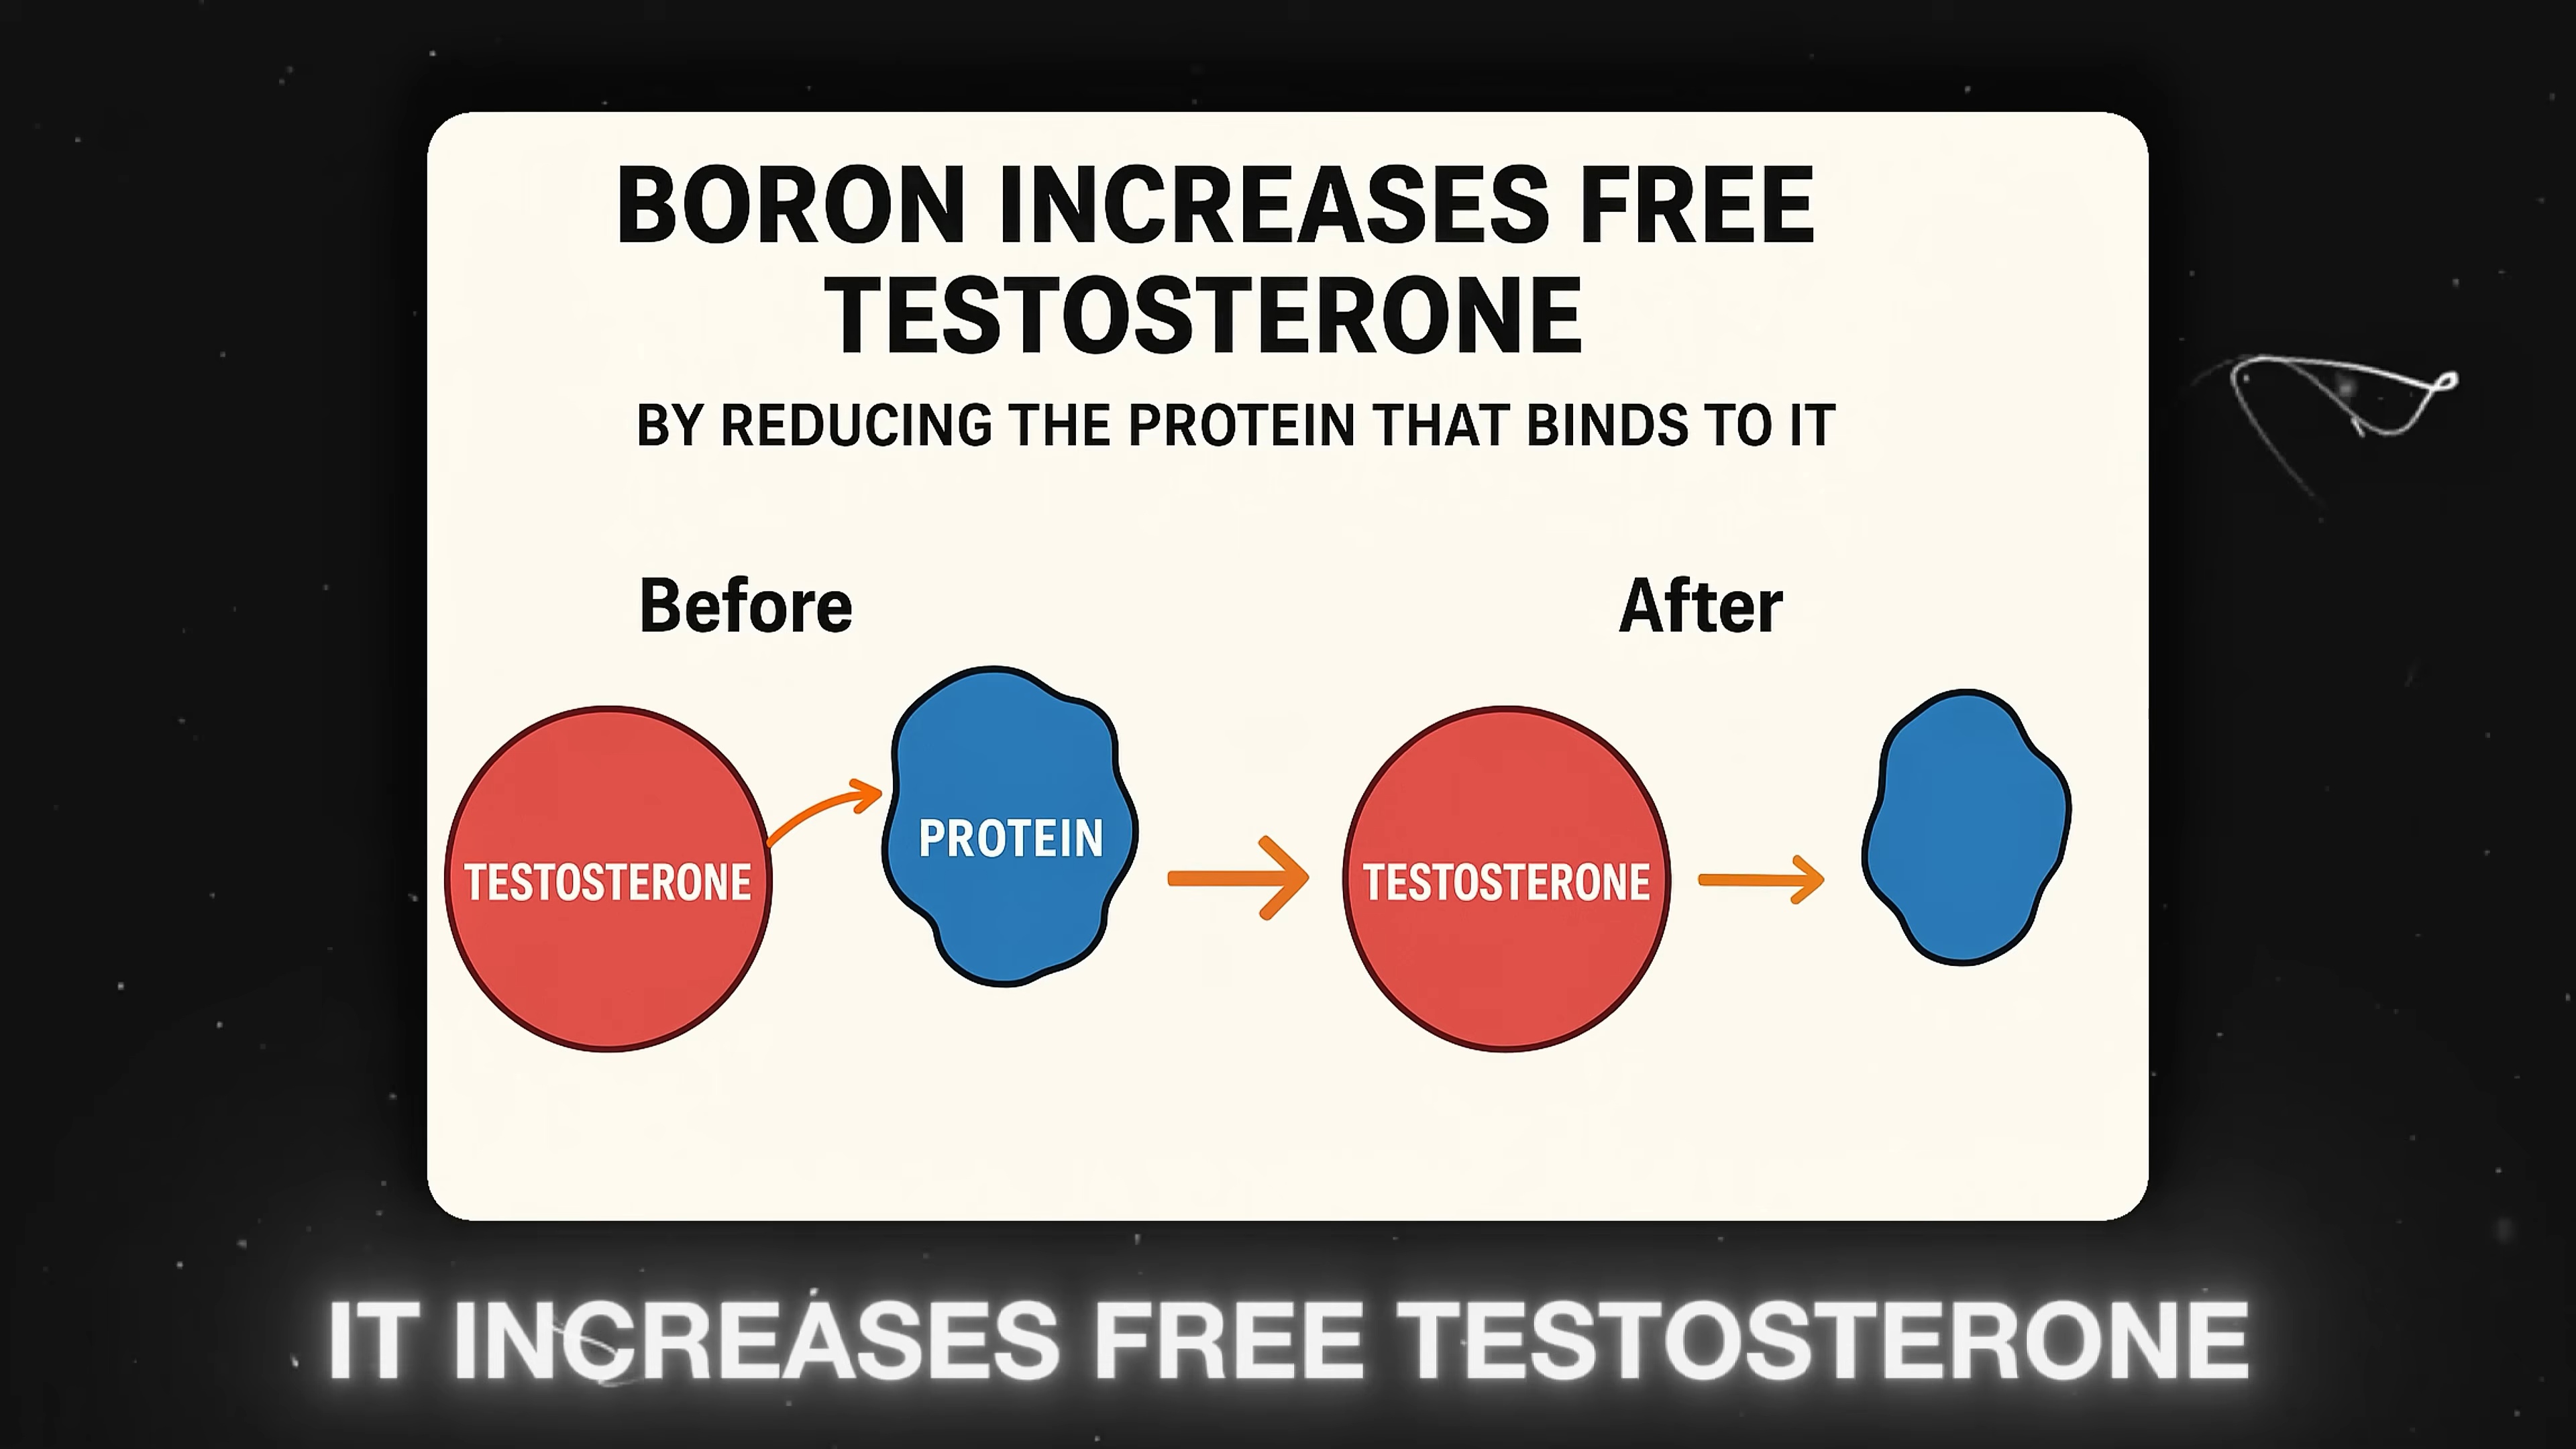 BORON INCREASES FREE
TESTOSTERONE
BY REDUCING THE PROTEIN THAT BINDS TO IT
Before
After
TESTOSTERONE
PROTEIN
TESTOSTERONE
IT INCREASES FREE TESTOSTERONE